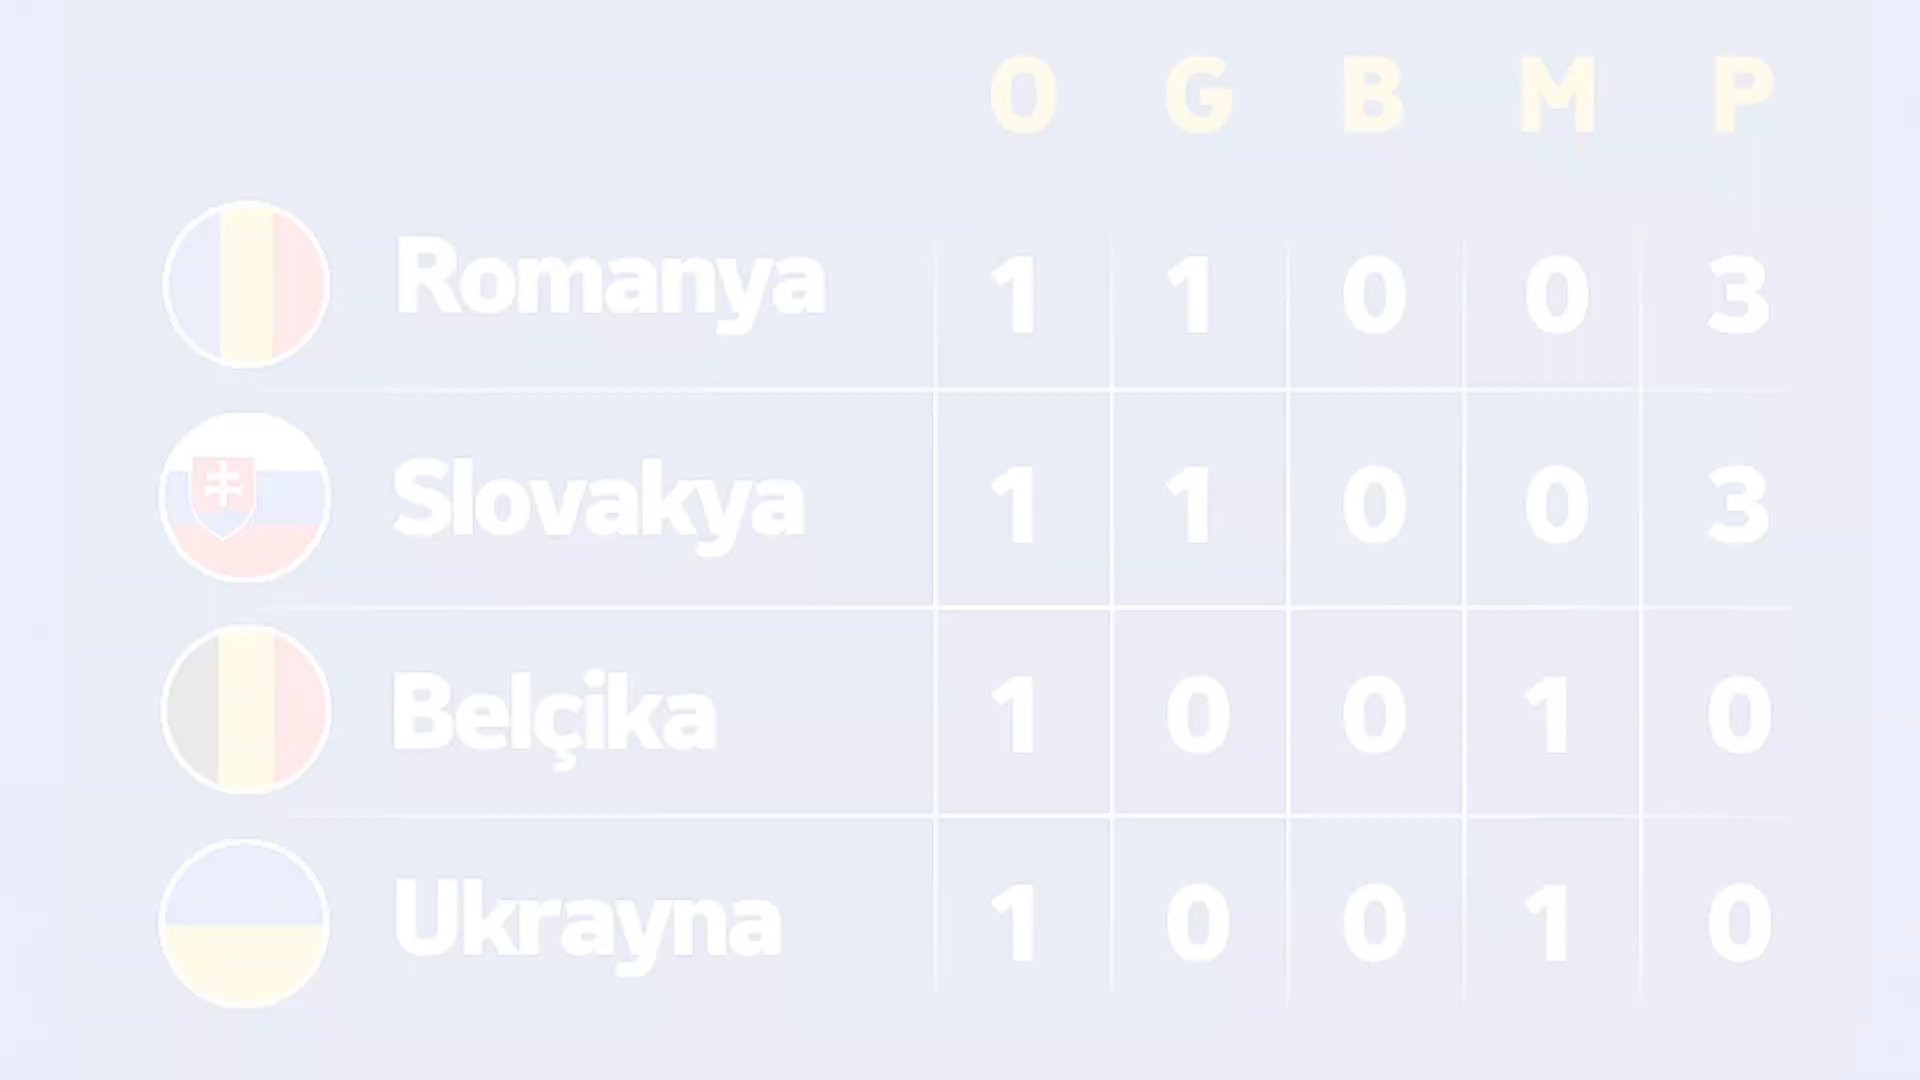 O G B M P
Romanya 1 1 0 0 3
Slovakya 1 1 0 0 3
Belçika 1 0 0 1 0
Ukrayna 1 0 0 1 0